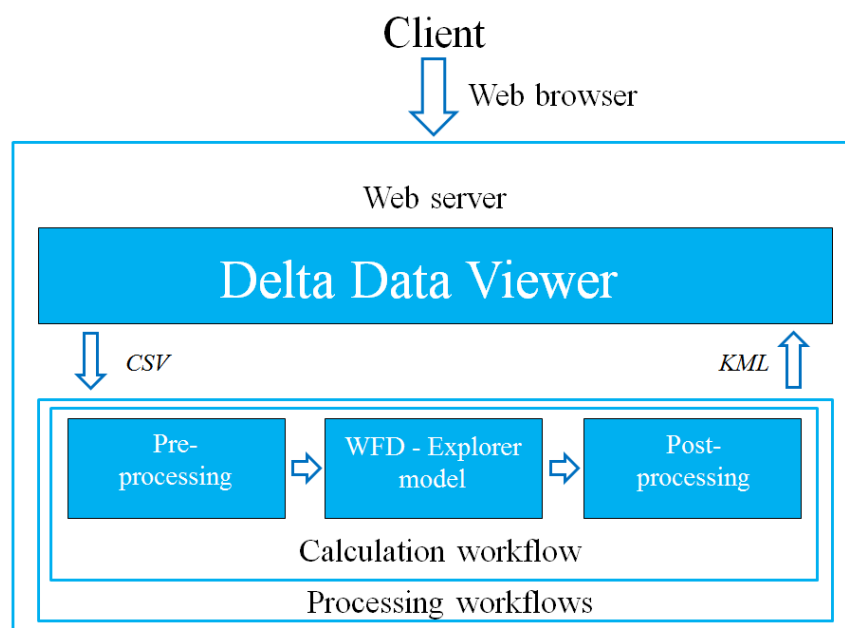 Client
Web browser
Web server
Delta Data Viewer
CSV
KML
Pre-
processing
WFD - Explorer
model
Post-
processing
Calculation workflow
Processing workflows